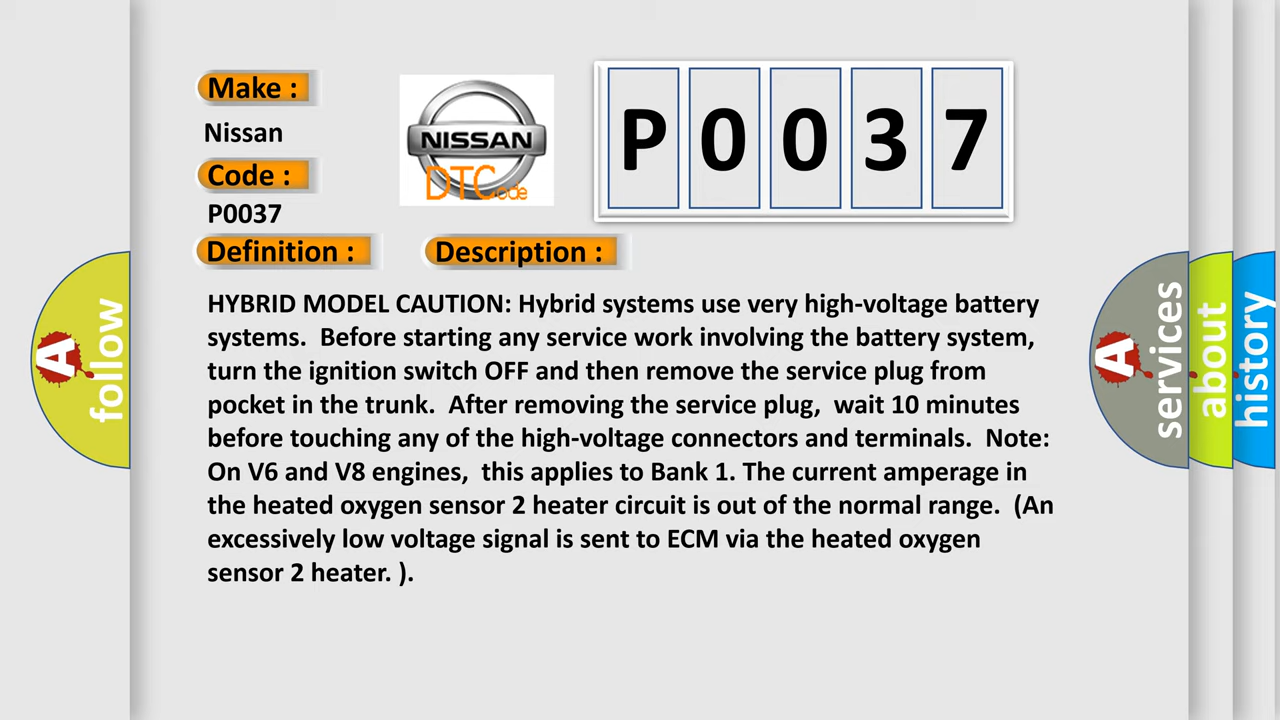 Make :
Nissan
Code :
P0037
Definition :
Description :
NISSAN
DTCode
P0037
HYBRID MODEL CAUTION: Hybrid systems use very high-voltage battery
systems. Before starting any service work involving the battery system,
turn the ignition switch OFF and then remove the service plug from
pocket in the trunk. After removing the service plug, wait 10 minutes
before touching any of the high-voltage connectors and terminals. Note:
On V6 and V8 engines, this applies to Bank 1. The current amperage in
the heated oxygen sensor 2 heater circuit is out of the normal range. (An
excessively low voltage signal is sent to ECM via the heated oxygen
sensor 2 heater. ).
A
follow
A
services
about
history